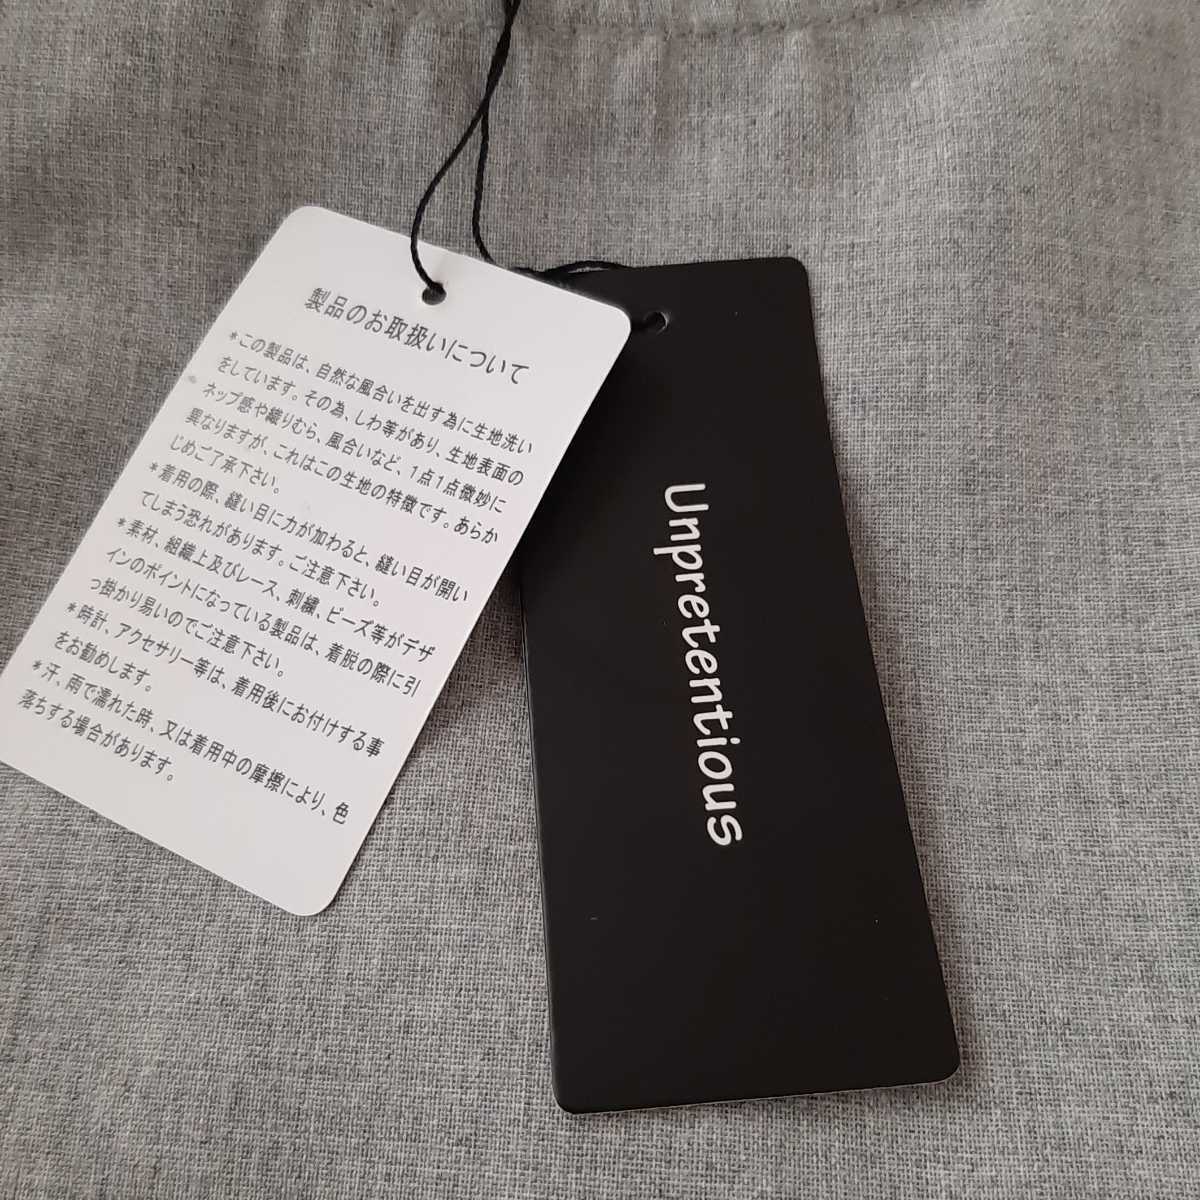 製品のお取扱いについて
*この製品は、自然な風合いを出す為に生地洗い
をしています。その為、しわ等があり、生地表面の
ネップ感や織りむら、風合いなど、1点1点微妙に
異なりますが、これはこの生地の特徴です。あらか
じめご了承下さい。
*着用の際、縫い目に力が加わると、縫い目が開い
てしまう恐れがあります。ご注意下さい。
*素材、組織上及びレース、刺繍、ビーズ等がデザ
インのポイントになっている製品は、着脱の際に引
っ掛かり易いのでご注意下さい。
*時計、アクセサリー等は、着用後にお付けする事
をお勧めします。
*汗、雨で濡れた時、又は着用中の摩擦により、色
落ちする場合があります。
Unpretentious